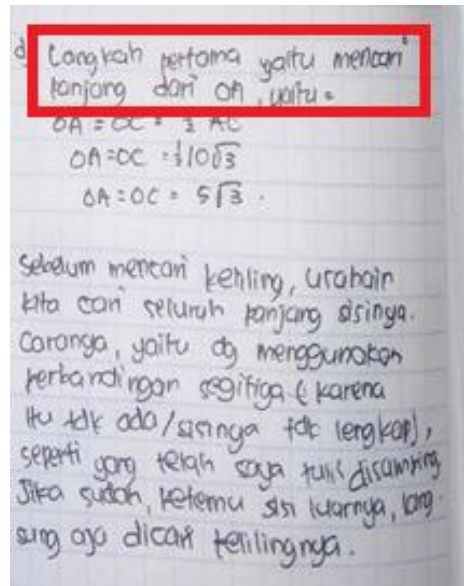 d) Langkah pertama yaitu mencari
panjang dari OA, yaitu.
OA = OC = ½ AC
OA = OC = ½ 10√3
OA = OC = 5√3.
Sebelum mencari keliling, urahain
kita cari seluruh panjang sisinya.
Caranya, yaitu dg menggunakan
perbandingan segitiga (karena
itu tdk ada/sisinya tdk lengkap),
seperti yang telah saya tulis disamping
Jika sudah, ketemu sisi luarnya, lang-
sung aja dicari kelilingnya.